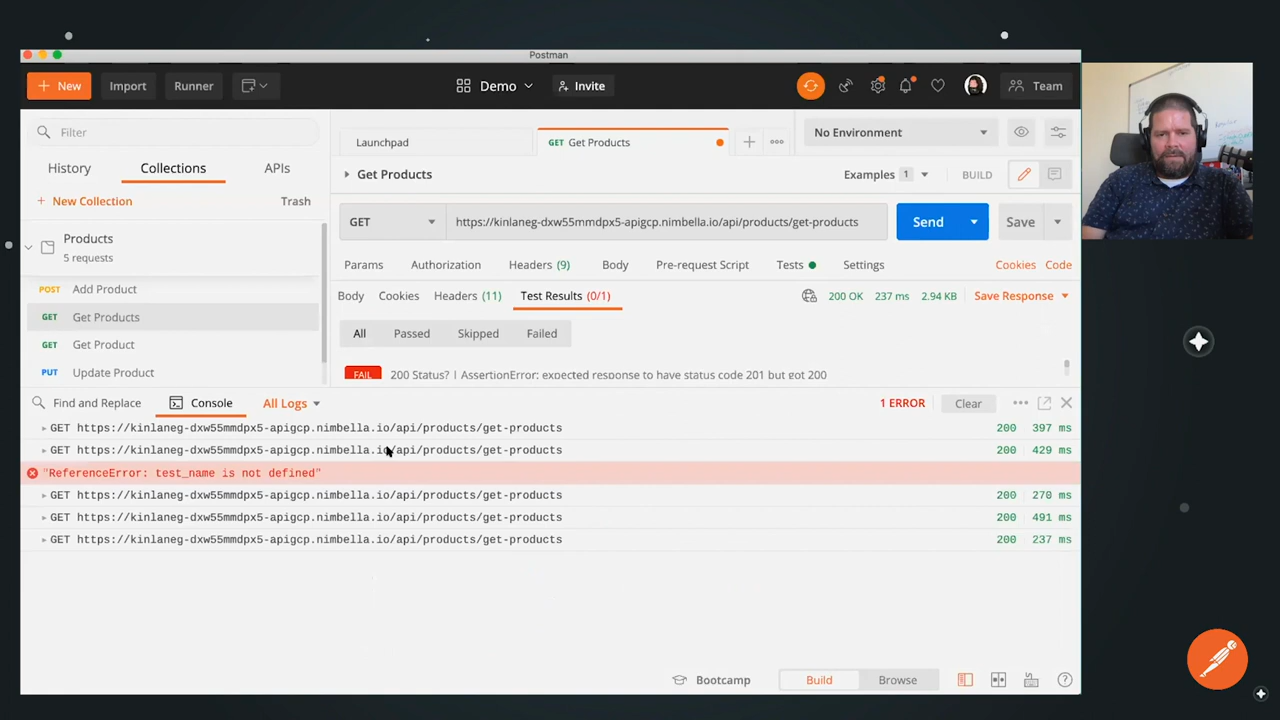 Postman
+ New
Import
Runner
Demo
Invite
Team
Filter
History
Collections
APIs
+ New Collection
Trash
Products
5 requests
POST Add Product
GET Get Products
GET Get Product
PUT Update Product
Launchpad
GET Get Products
No Environment
Get Products
Examples 1
BUILD
GET
https://kinlaneg-dxw55mmdpx5-apigcp.nimbella.io/api/products/get-products
Send
Save
Params
Authorization
Headers (9)
Body
Pre-request Script
Tests
Settings
Cookies
Code
Body
Cookies
Headers (11)
Test Results (0/1)
200 OK
237 ms
2.94 KB
Save Response
All
Passed
Skipped
Failed
FAIL 200 Status? | AssertionError: expected response to have status code 201 but got 200
Find and Replace
Console
All Logs
1 ERROR
Clear
GET https://kinlaneg-dxw55mmdpx5-apigcp.nimbella.io/api/products/get-products 200 397 ms
GET https://kinlaneg-dxw55mmdpx5-apigcp.nimbella.io/api/products/get-products 200 429 ms
"ReferenceError: test_name is not defined"
GET https://kinlaneg-dxw55mmdpx5-apigcp.nimbella.io/api/products/get-products 200 270 ms
GET https://kinlaneg-dxw55mmdpx5-apigcp.nimbella.io/api/products/get-products 200 491 ms
GET https://kinlaneg-dxw55mmdpx5-apigcp.nimbella.io/api/products/get-products 200 237 ms
Bootcamp
Build
Browse